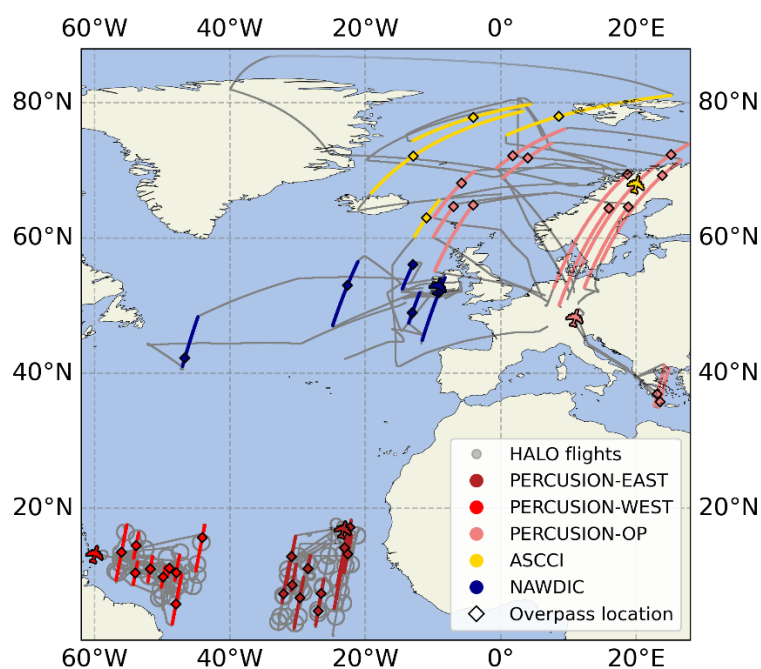 60°W 40°W 20°W 0° 20°E
80°N 80°N
60°N 60°N
40°N 40°N
20°N 20°N
HALO flights
PERCUSION-EAST
PERCUSION-WEST
PERCUSION-OP
ASCCI
NAWDIC
Overpass location
60°W 40°W 20°W 0° 20°E